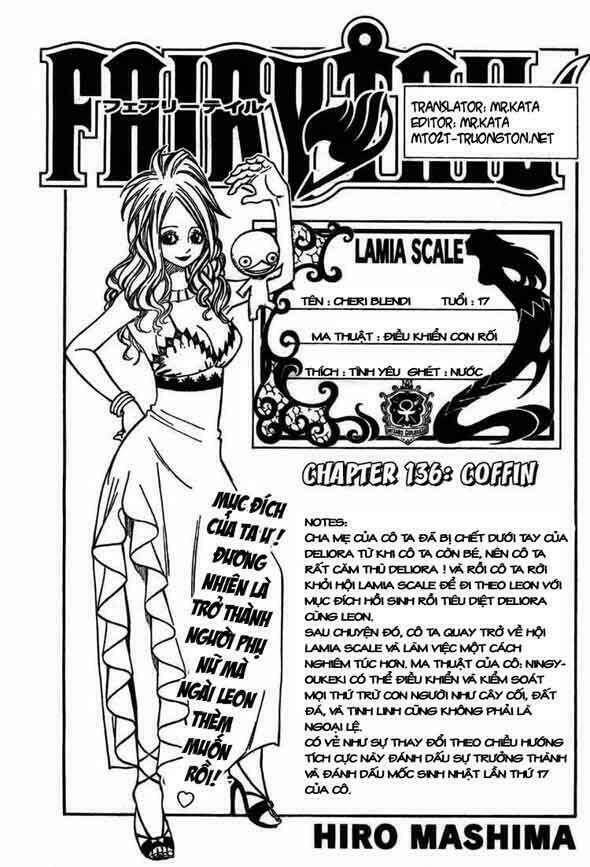 FAIRY TAIL
フェアリーテイル
TRANSLATOR: MR.KATA
EDITOR: MR.KATA
MTO2T-TRUONGTON.NET
LAMIA SCALE
TÊN : CHERI BLENDI TUỔI : 17
MA THUẬT : ĐIỀU KHIỂN CON RỐI
THÍCH : TÌNH YÊU GHÉT : NƯỚC
CHAPTER 136: COFFIN
MỤC ĐÍCH
CỦA TA Ư !
ĐƯƠNG
NHIÊN LÀ
TRỞ THÀNH
NGƯỜI PHỤ
NỮ MÀ
NGÀI LEON
THÈM
MUỐN
RỒI!
NOTES:
CHA MẸ CỦA CÔ TA ĐÃ BỊ CHẾT DƯỚI TAY CỦA
DELIORA TỪ KHI CÔ TA CÒN BÉ, NÊN CÔ TA
RẤT CĂM THÙ DELIORA ! VÀ RỒI CÔ TA RỜI
KHỎI HỘI LAMIA SCALE ĐỂ ĐI THEO LEON VỚI
MỤC ĐÍCH HỒI SINH RỒI TIÊU DIỆT DELIORA
CÙNG LEON.
SAU CHUYỆN ĐÓ, CÔ TA QUAY TRỞ VỀ HỘI
LAMIA SCALE VÀ LÀM VIỆC MỘT CÁCH
NGHIÊM TÚC HƠN. MA THUẬT CỦA CÔ: NINGY-
OUKEKI CÓ THỂ ĐIỀU KHIỂN VÀ KIỂM SOÁT
MỌI THỨ TRỪ CON NGƯỜI NHƯ CÂY CỐI, ĐẤT
ĐÁ, VÀ TINH LINH CŨNG KHÔNG PHẢI LÀ
NGOẠI LỆ.
CÓ VẺ NHƯ SỰ THAY ĐỔI THEO CHIỀU HƯỚNG
TÍCH CỰC NÀY ĐÁNH DẤU SỰ TRƯỞNG THÀNH
VÀ ĐÁNH DẤU MỐC SINH NHẬT LẦN THỨ 17
CỦA CÔ.
HIRO MASHIMA